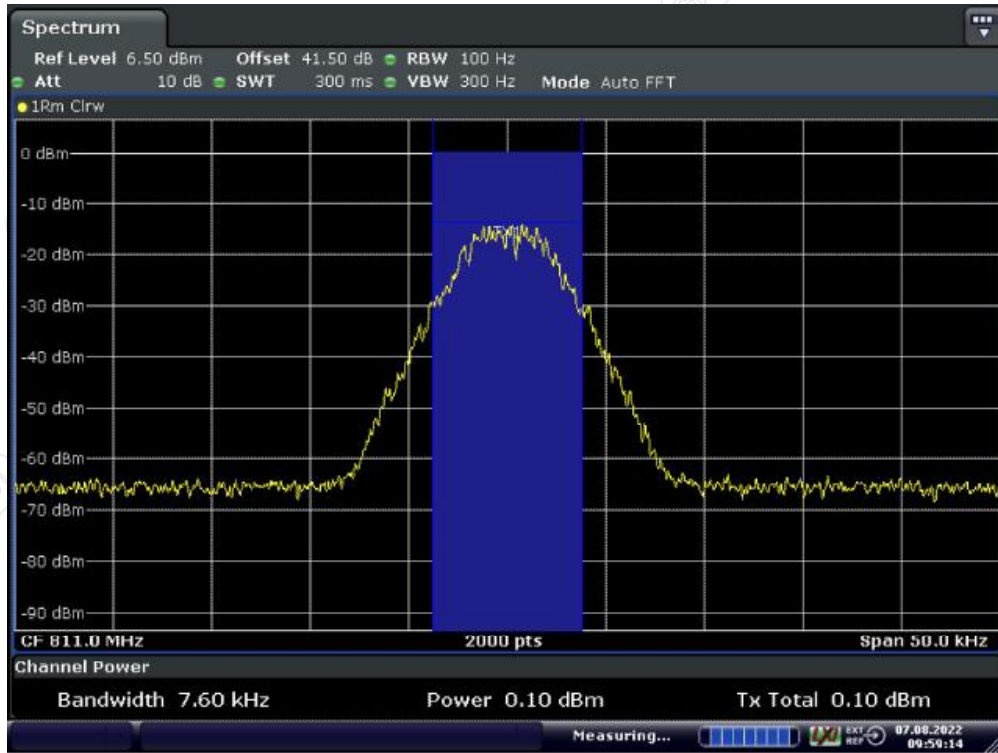 Spectrum
Ref Level 6.50 dBm Offset 41.50 dB RBW 100 Hz
Att 10 dB SWT 300 ms VBW 300 Hz Mode Auto FFT
1Rm Clrw
0 dBm
-10 dBm
-20 dBm
-30 dBm
-40 dBm
-50 dBm
-60 dBm
-70 dBm
-80 dBm
-90 dBm
CF 811.0 MHz 2000 pts Span 50.0 kHz
Channel Power
Bandwidth 7.60 kHz Power 0.10 dBm Tx Total 0.10 dBm
Measuring... LXI EXT REF 07.08.2022
09:59:14